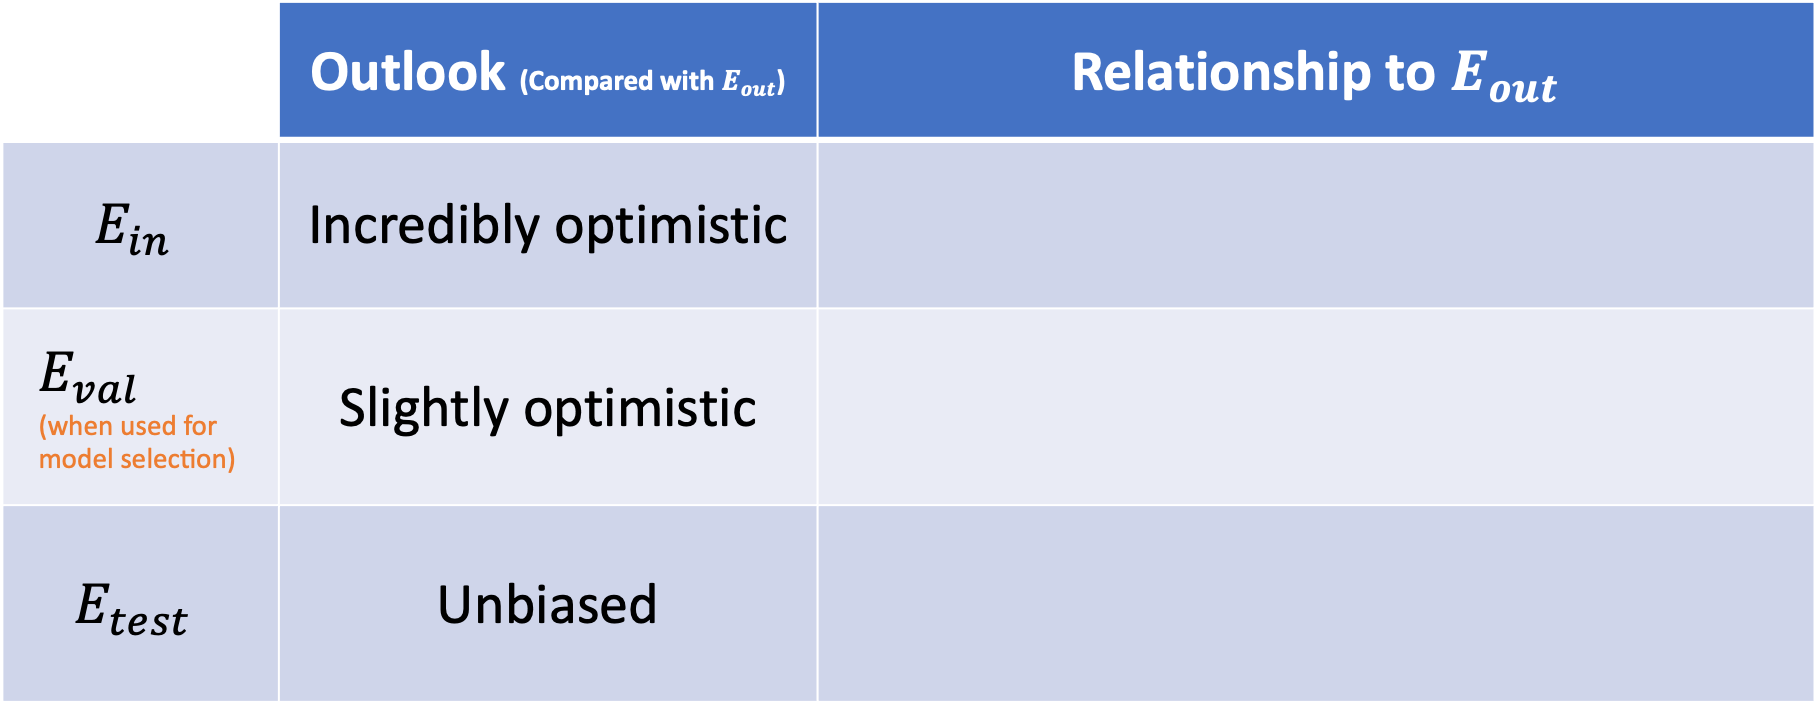 Outlook (Compared with E_out)
Relationship to E_out
E_in
Incredibly optimistic
E_val
(when used for
model selection)
Slightly optimistic
E_test
Unbiased